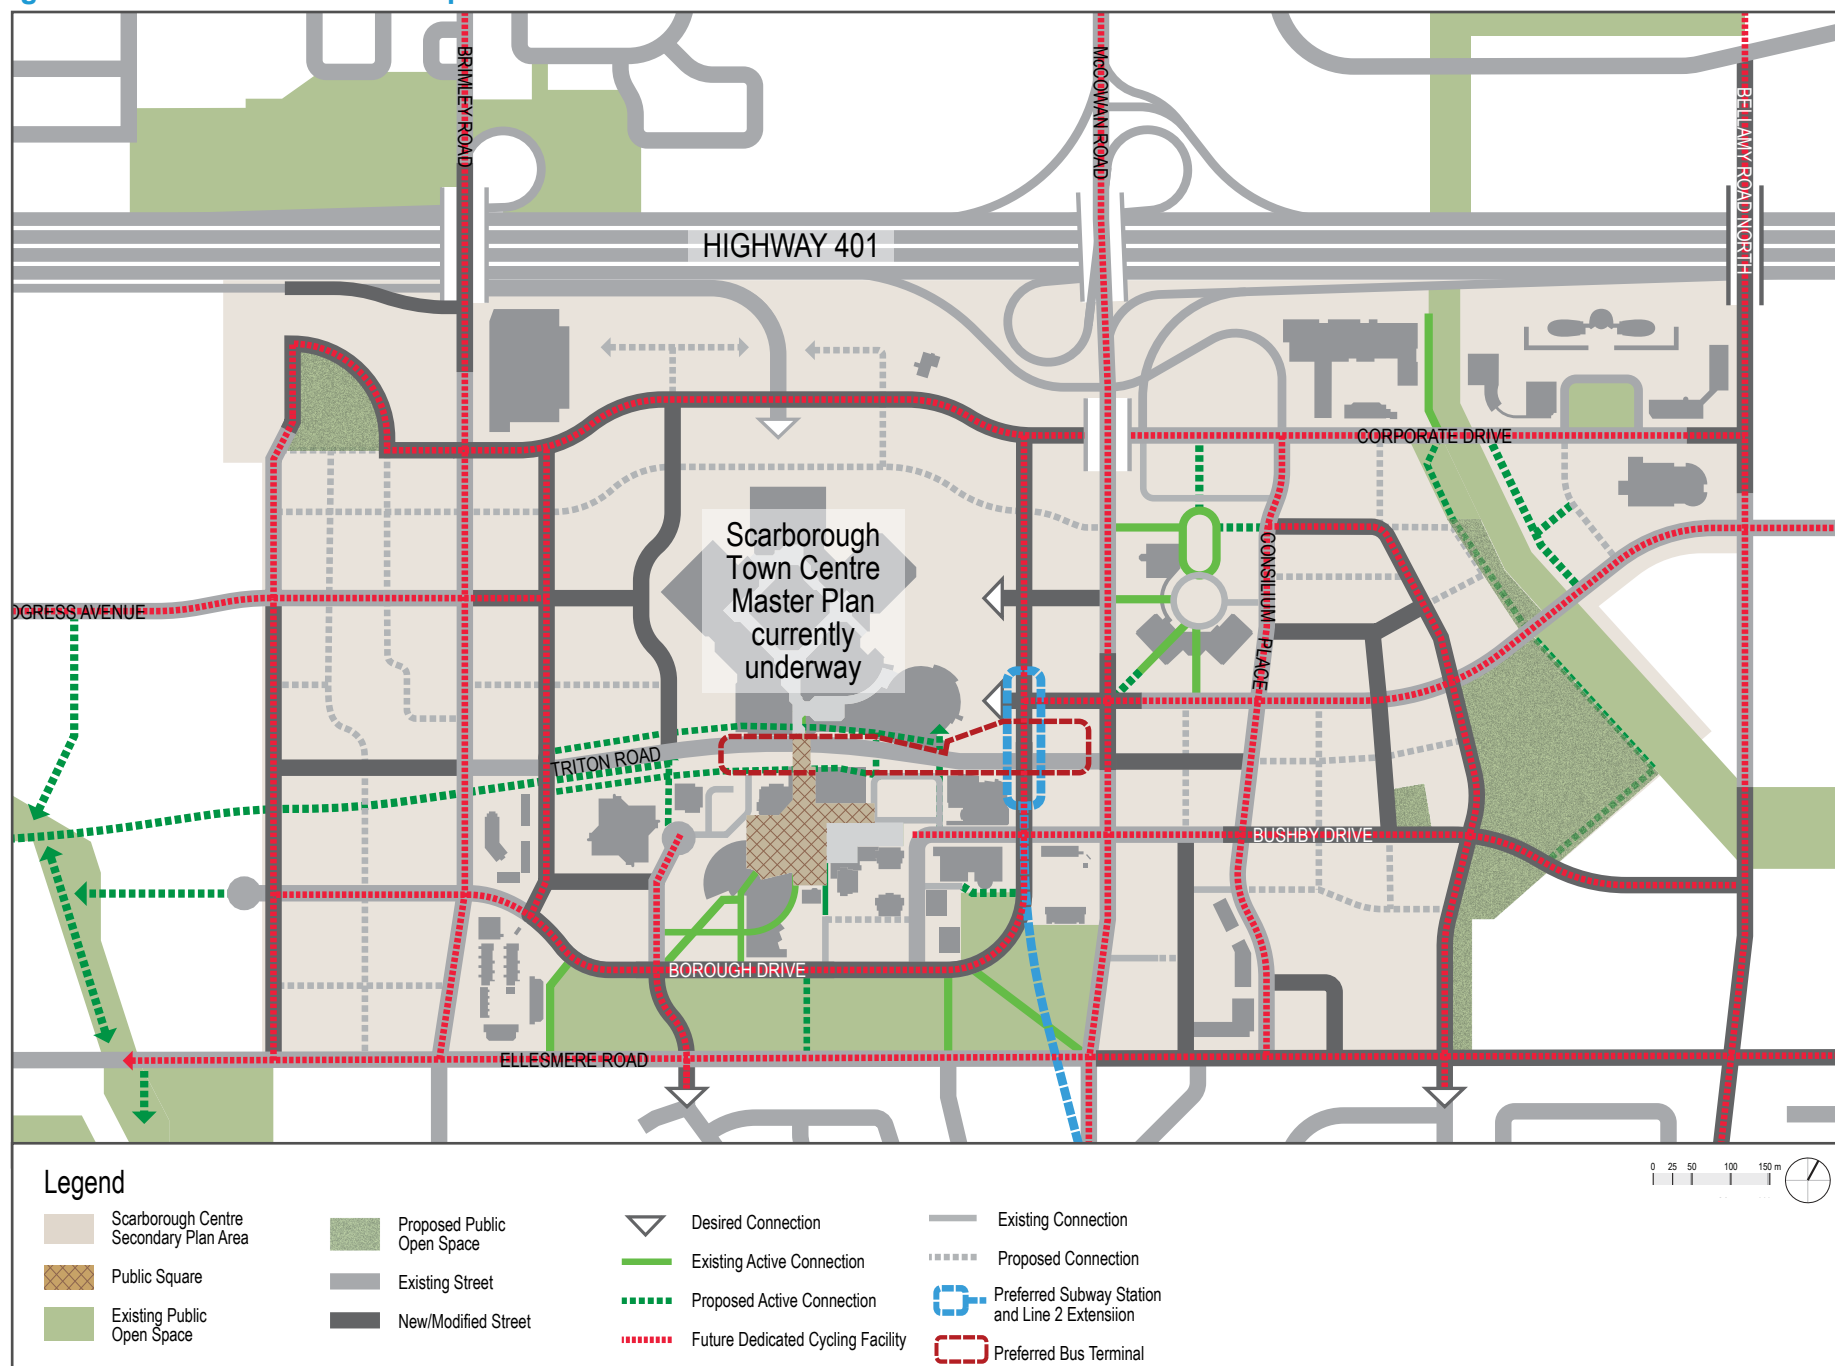 BRIMLEY ROAD
McCOWAN ROAD
BELLAMY ROAD NORTH
HIGHWAY 401
CORPORATE DRIVE
Scarborough
Town Centre
Master Plan
currently
underway
CONSILIUM PLACE
OGRESS AVENUE
TRITON ROAD
BUSHBY DRIVE
BOROUGH DRIVE
ELLESMERE ROAD
Legend
Scarborough Centre
Secondary Plan Area
Public Square
Existing Public
Open Space
Proposed Public
Open Space
Existing Street
New/Modified Street
Desired Connection
Existing Active Connection
Proposed Active Connection
Future Dedicated Cycling Facility
Existing Connection
Proposed Connection
Preferred Subway Station
and Line 2 Extensiion
Preferred Bus Terminal
0 25 50 100 150 m